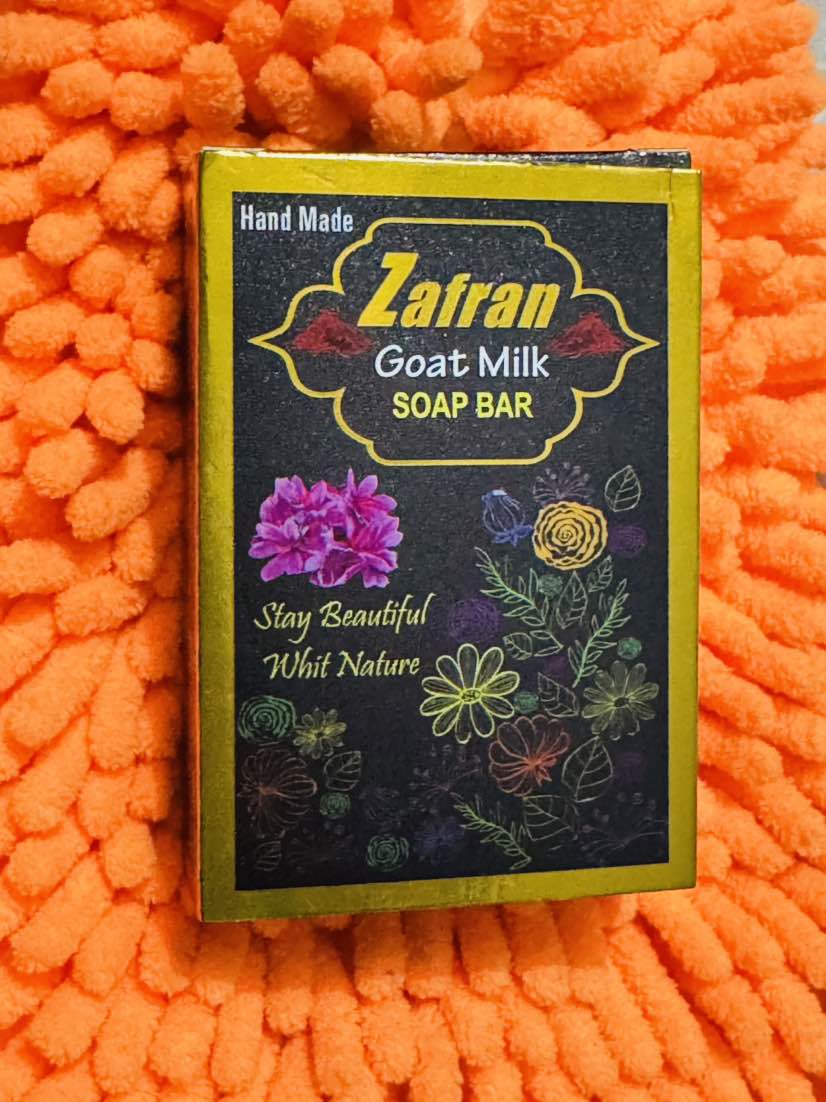 Hand Made
Zafran
Goat Milk
SOAP BAR
Stay Beautiful
Whit Nature